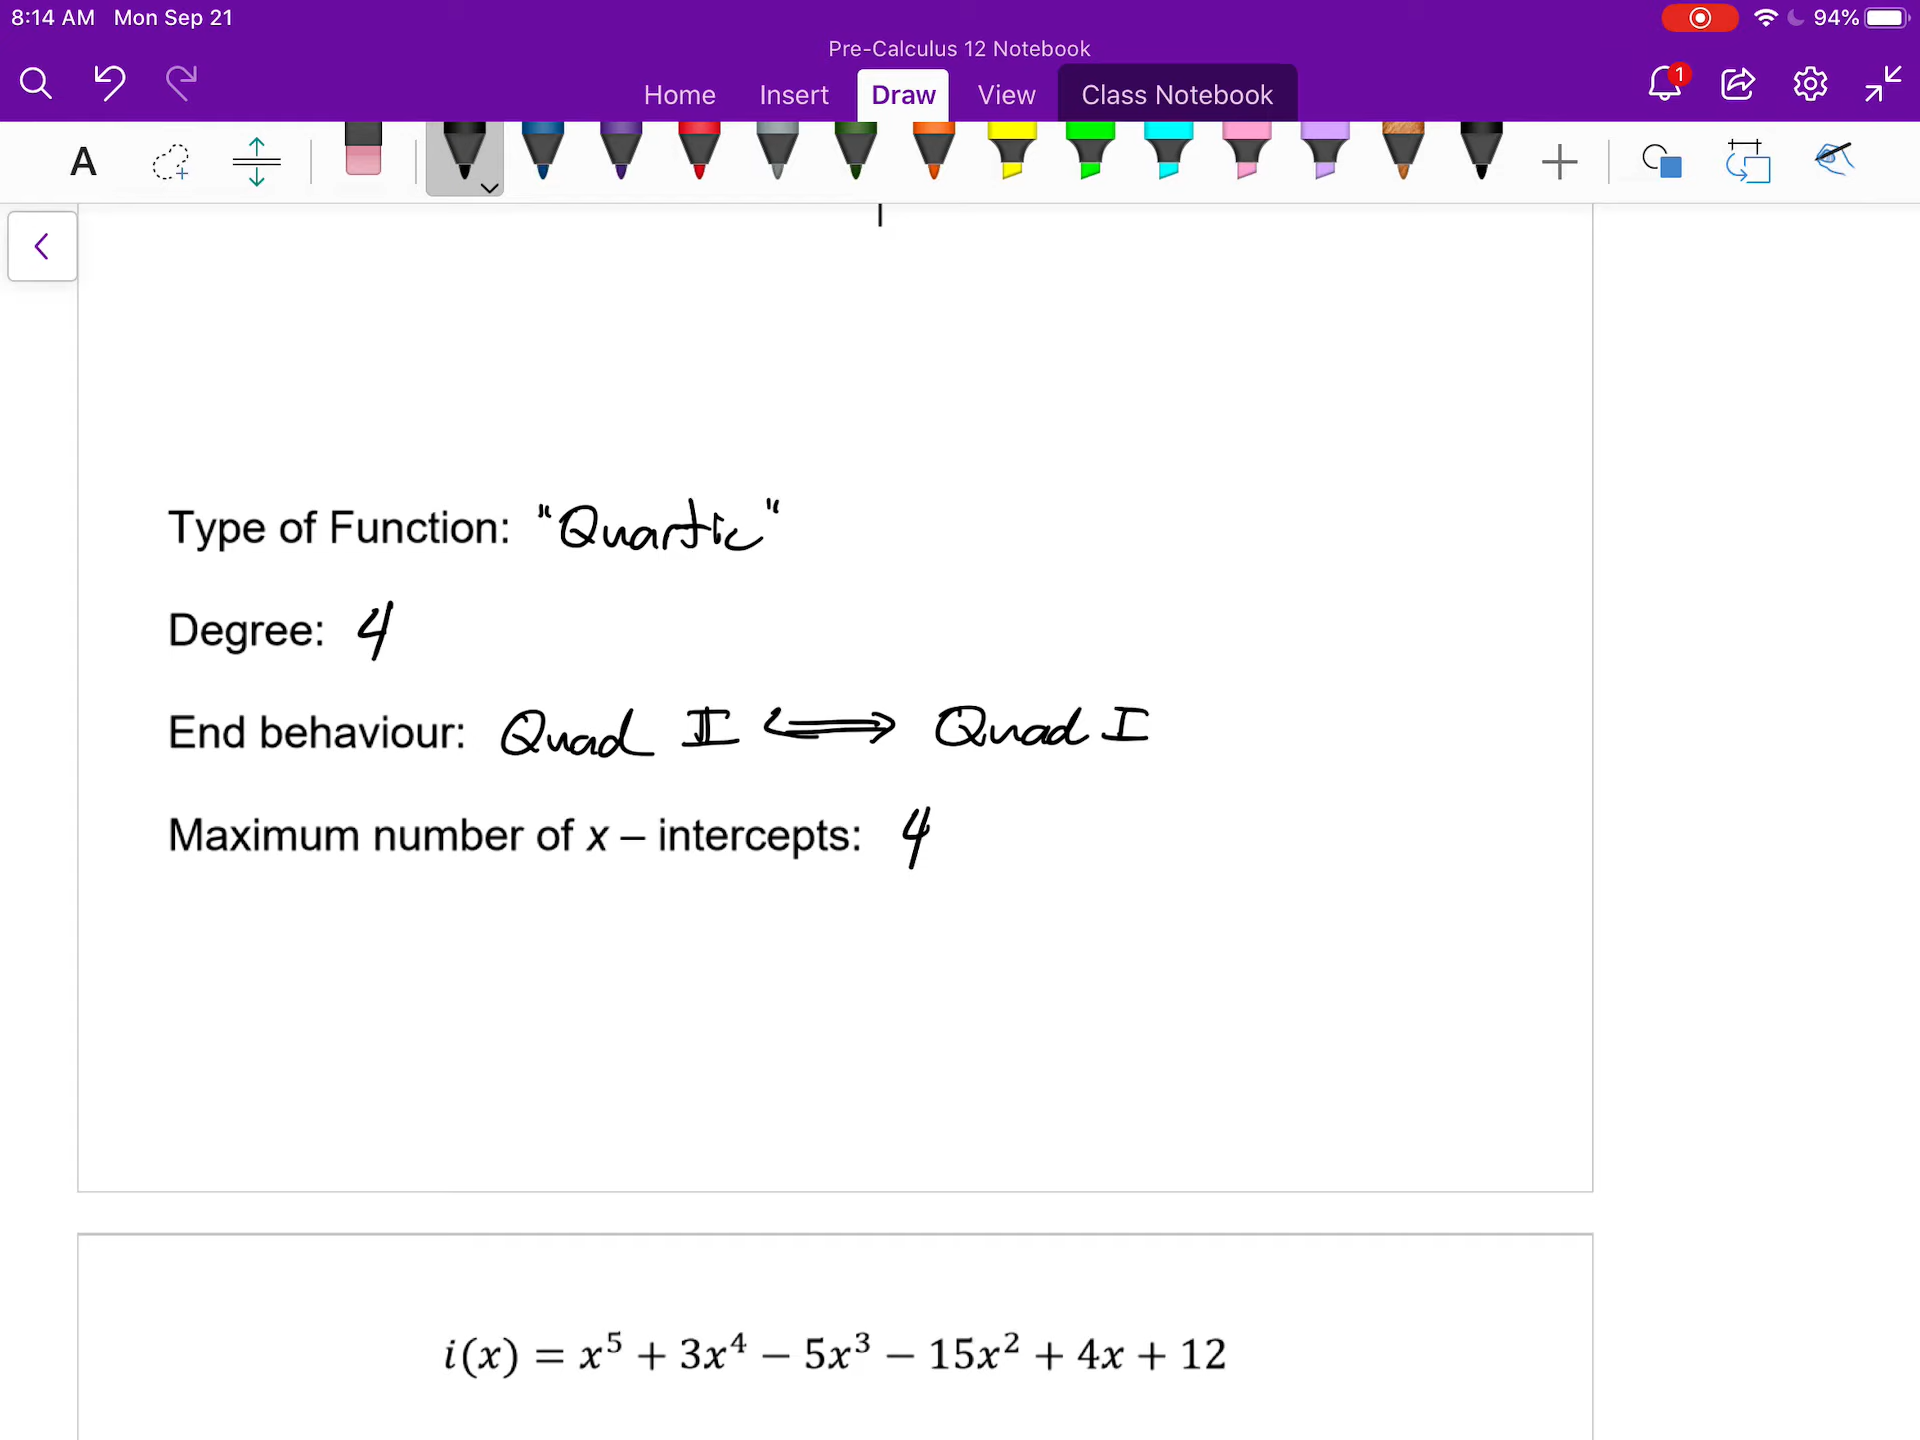 8:14 AM Mon Sep 21
94%
Pre-Calculus 12 Notebook
Home Insert Draw View Class Notebook
1
A
Type of Function: "Quartic"
Degree: 4
End behaviour: Quad II ⟺ Quad I
Maximum number of x – intercepts: 4
i(x) = x⁵ + 3x⁴ − 5x³ − 15x² + 4x + 12